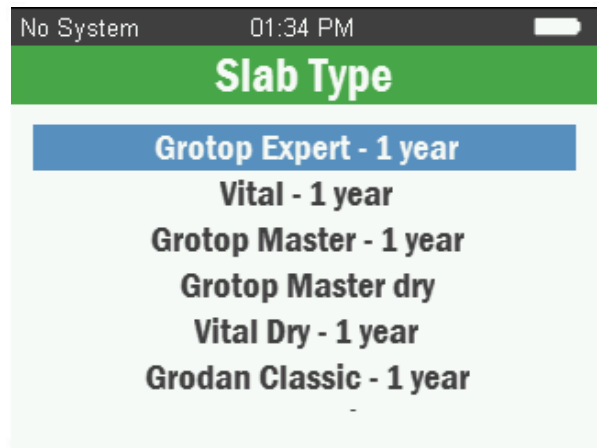 No System 01:34 PM
Slab Type
Grotop Expert - 1 year
Vital - 1 year
Grotop Master - 1 year
Grotop Master dry
Vital Dry - 1 year
Grodan Classic - 1 year